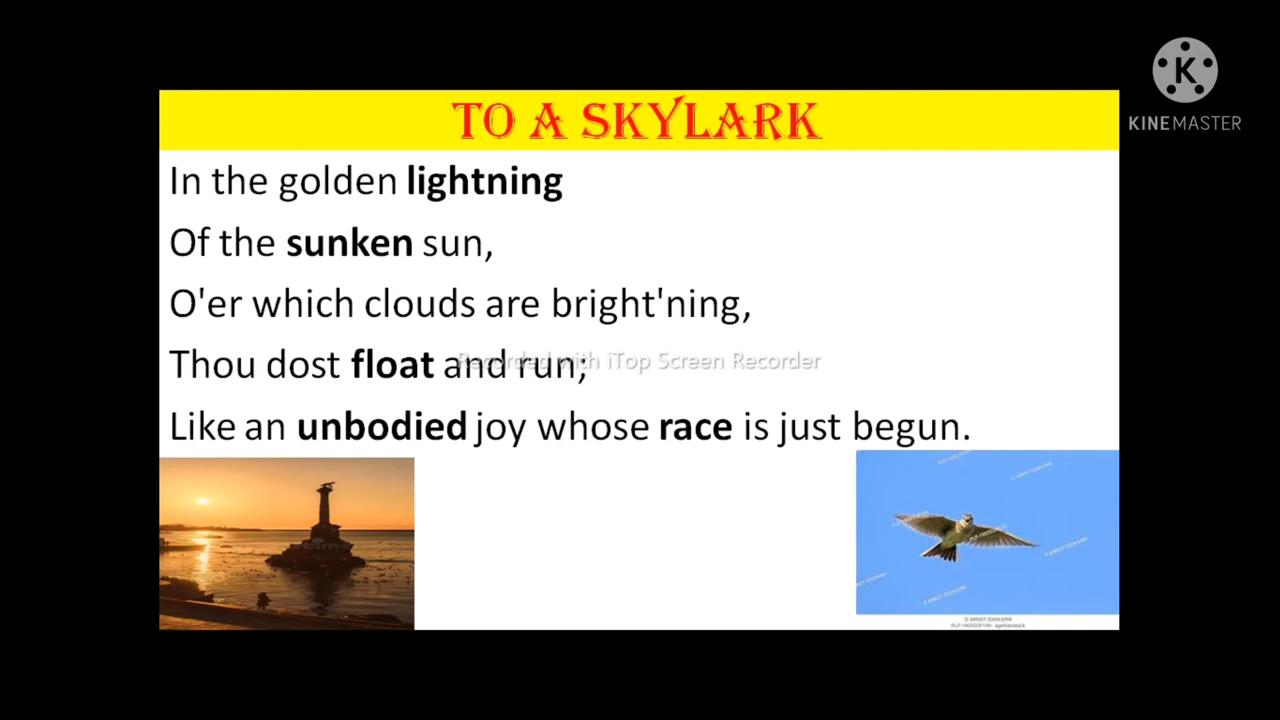 TO A SKYLARK
KINEMASTER
In the golden lightning
Of the sunken sun,
O'er which clouds are bright'ning,
Thou dost float and run;
Recorded with iTop Screen Recorder
Like an unbodied joy whose race is just begun.